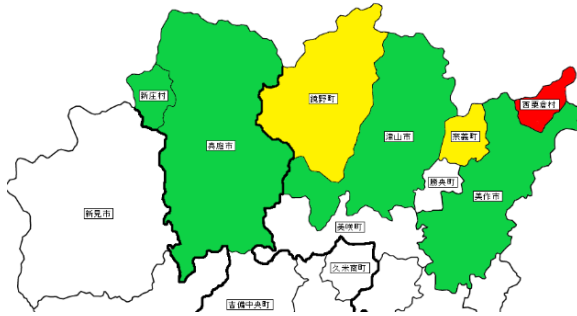 新庄村
真庭市
鏡野町
津山市
奈義町
西粟倉村
勝央町
美作市
新見市
美咲町
久米南町
吉備中央町